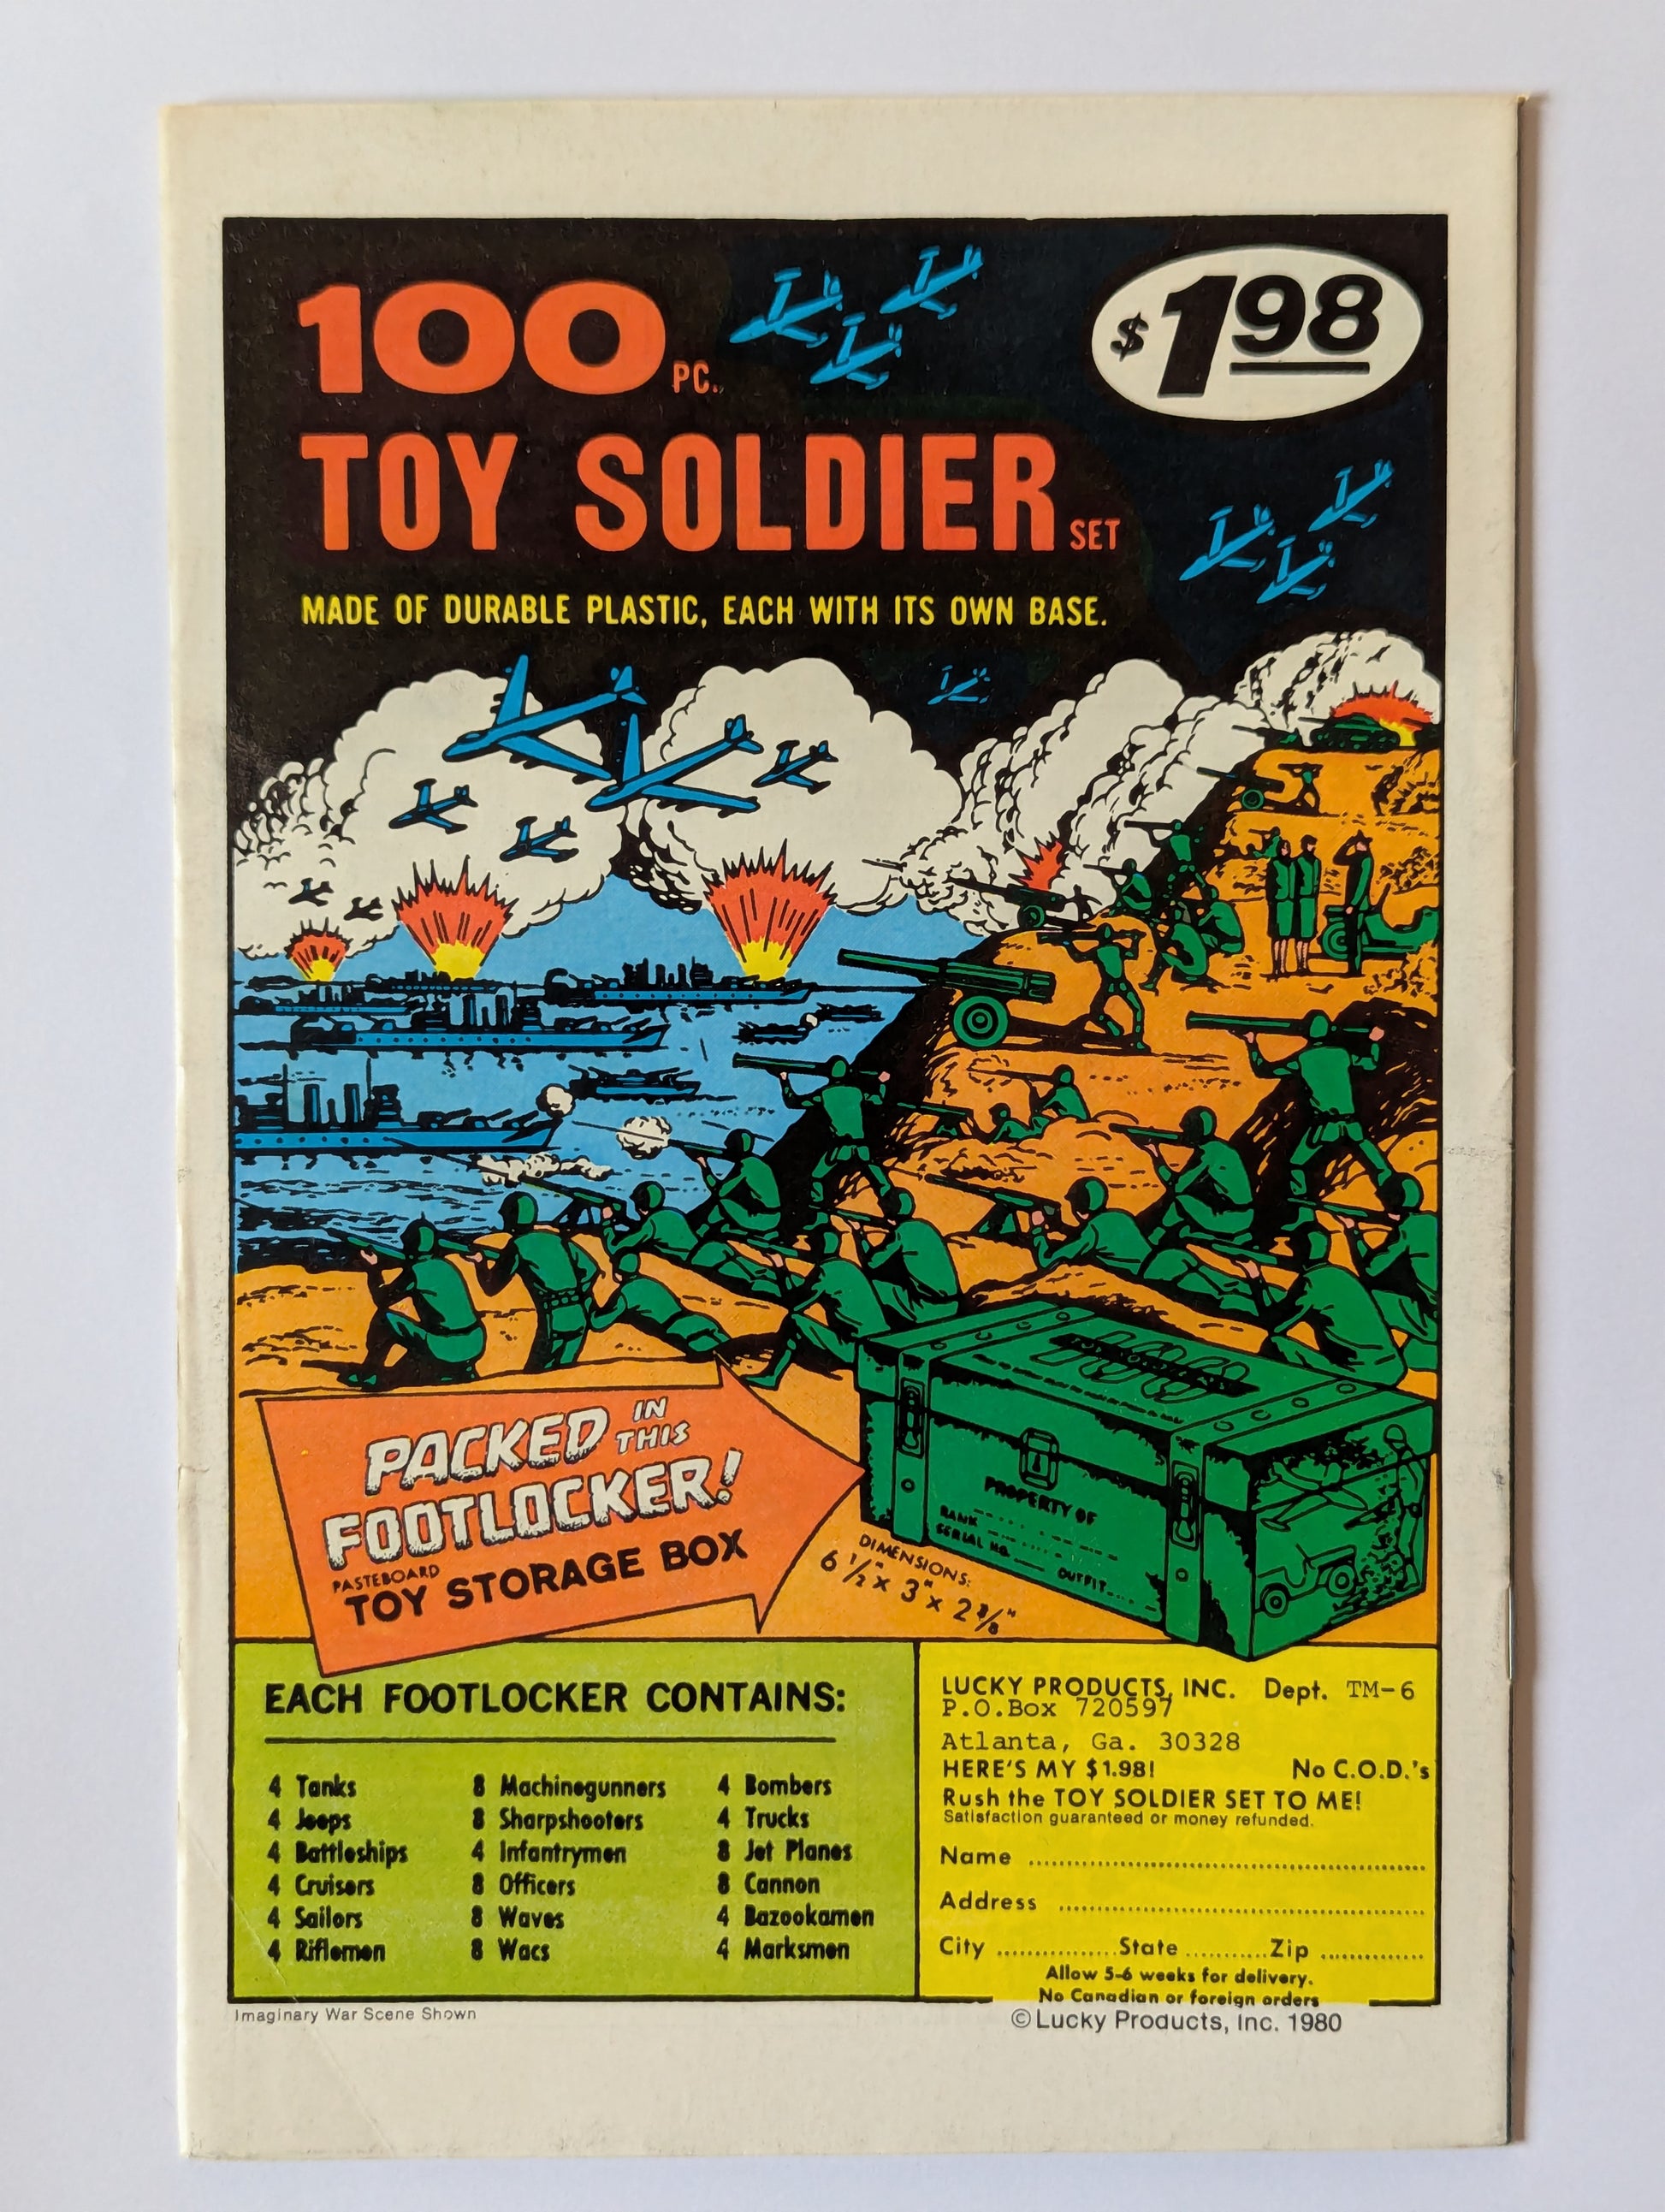 100 PC.
$1.98
TOY SOLDIER SET
MADE OF DURABLE PLASTIC, EACH WITH ITS OWN BASE.
PACKED IN THIS
FOOTLOCKER!
PASTEBOARD
TOY STORAGE BOX
PROPERTY OF
RANK
SERIAL NO.
OUTFIT
DIMENSIONS:
6 1/2" x 3" x 2 3/8"
EACH FOOTLOCKER CONTAINS:
4 Tanks
4 Jeeps
4 Battleships
4 Cruisers
4 Sailors
4 Riflemen
8 Machinegunners
8 Sharpshooters
4 Infantrymen
8 Officers
8 Waves
8 Wacs
4 Bombers
4 Trucks
8 Jet Planes
8 Cannon
4 Bazookamen
4 Marksmen
LUCKY PRODUCTS, INC. Dept. TM-6
P.O.Box 720597
Atlanta, Ga. 30328
HERE'S MY $1.98! No C.O.D.'s
Rush the TOY SOLDIER SET TO ME!
Satisfaction guaranteed or money refunded.
Name
Address
City State Zip
Allow 5-6 weeks for delivery.
No Canadian or foreign orders
Imaginary War Scene Shown
© Lucky Products, Inc. 1980